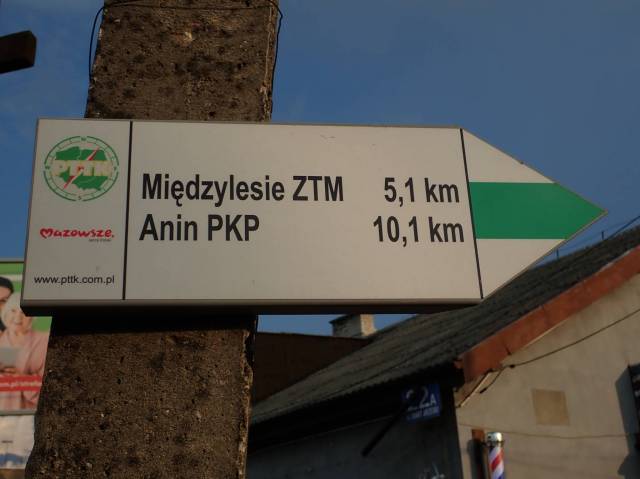 PTTK
Mazowsze.
www.pttk.com.pl
Międzylesie ZTM 5,1 km
Anin PKP 10,1 km